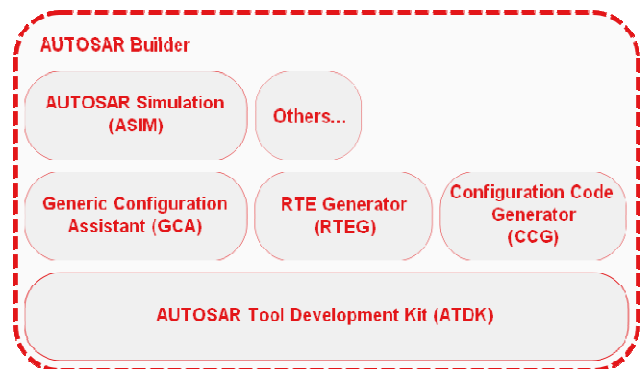 AUTOSAR Builder
AUTOSAR Simulation
(ASIM)
Others...
Generic Configuration
Assistant (GCA)
RTE Generator
(RTEG)
Configuration Code
Generator
(CCG)
AUTOSAR Tool Development Kit (ATDK)